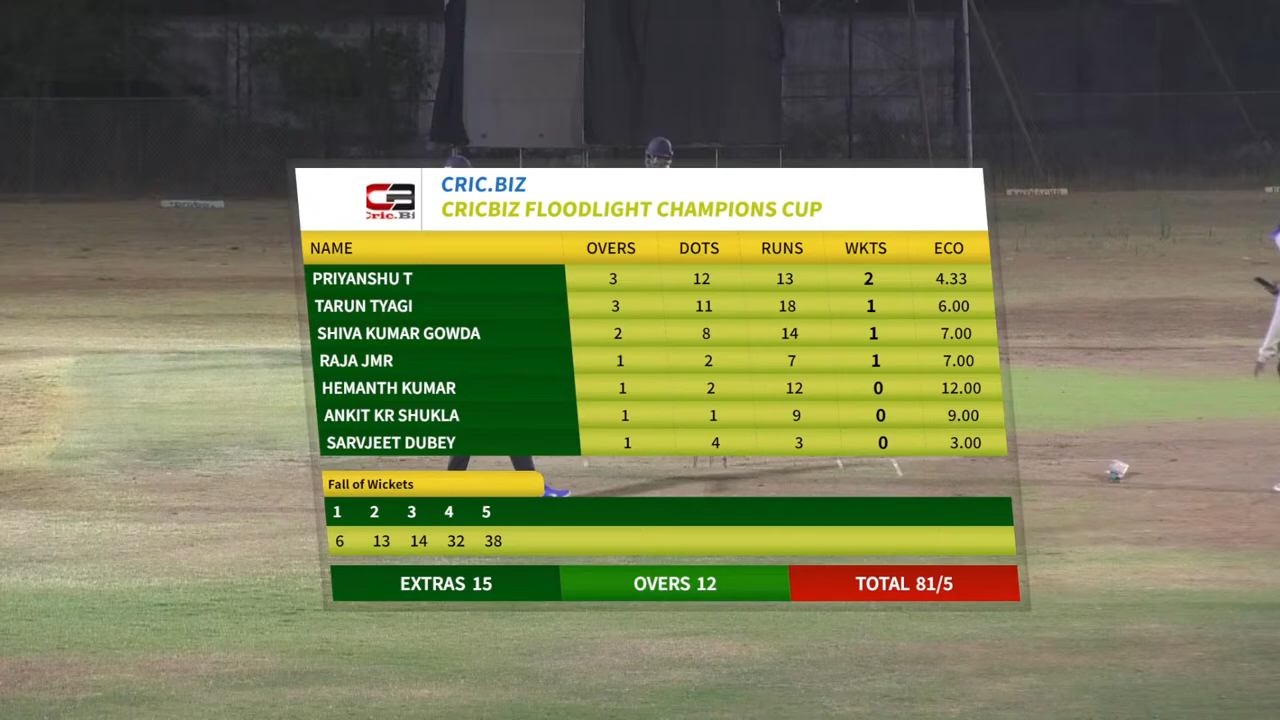 CB
Cric.Bi
CRIC.BIZ
CRICBIZ FLOODLIGHT CHAMPIONS CUP
NAME OVERS DOTS RUNS WKTS ECO
PRIYANSHU T 3 12 13 2 4.33
TARUN TYAGI 3 11 18 1 6.00
SHIVA KUMAR GOWDA 2 8 14 1 7.00
RAJA JMR 1 2 7 1 7.00
HEMANTH KUMAR 1 2 12 0 12.00
ANKIT KR SHUKLA 1 1 9 0 9.00
SARVJEET DUBEY 1 4 3 0 3.00
Fall of Wickets
1 2 3 4 5
6 13 14 32 38
EXTRAS 15 OVERS 12 TOTAL 81/5